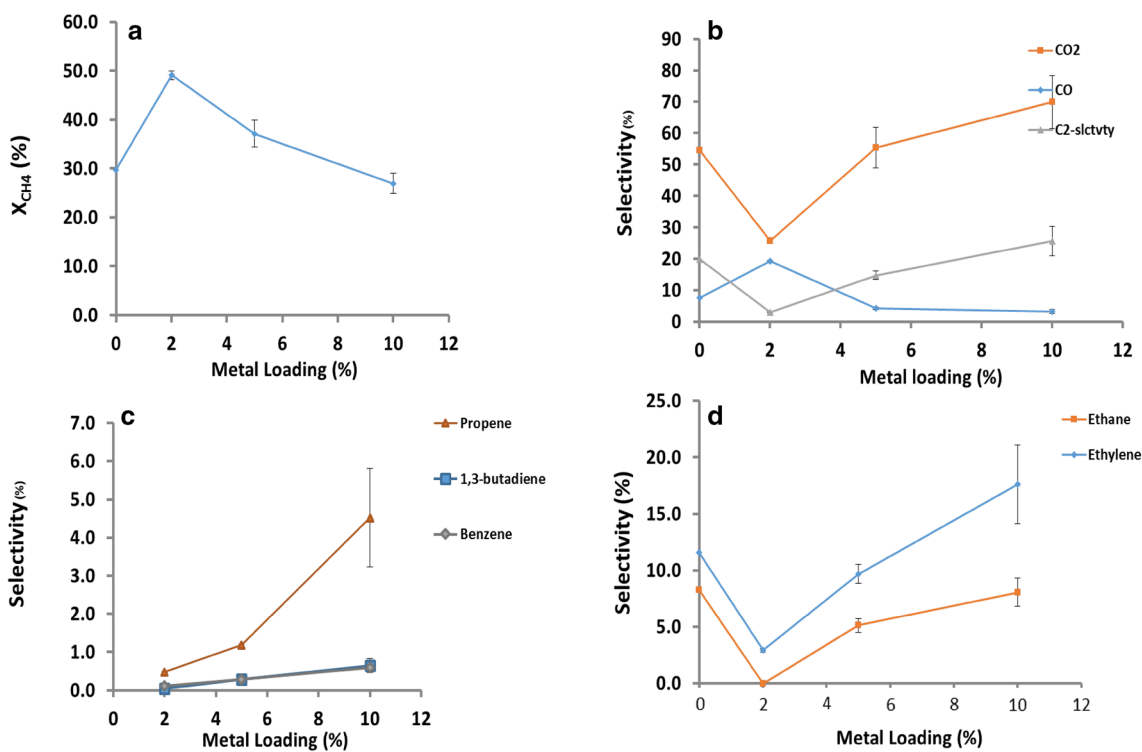 a
60.0
50.0
40.0
30.0
20.0
10.0
0.0
0 2 4 6 8 10 12
Metal Loading (%)
XCH4 (%)
b
90
80
70
60
50
40
30
20
10
0
0 2 4 6 8 10 12
Metal loading (%)
Selectivity (%)
CO2
CO
C2-slctvty
c
7.0
6.0
5.0
4.0
3.0
2.0
1.0
0.0
0 2 4 6 8 10 12
Metal Loading (%)
Selectivity (%)
Propene
1,3-butadiene
Benzene
d
25.0
20.0
15.0
10.0
5.0
0.0
0 2 4 6 8 10 12
Metal Loading (%)
Selectivity (%)
Ethane
Ethylene